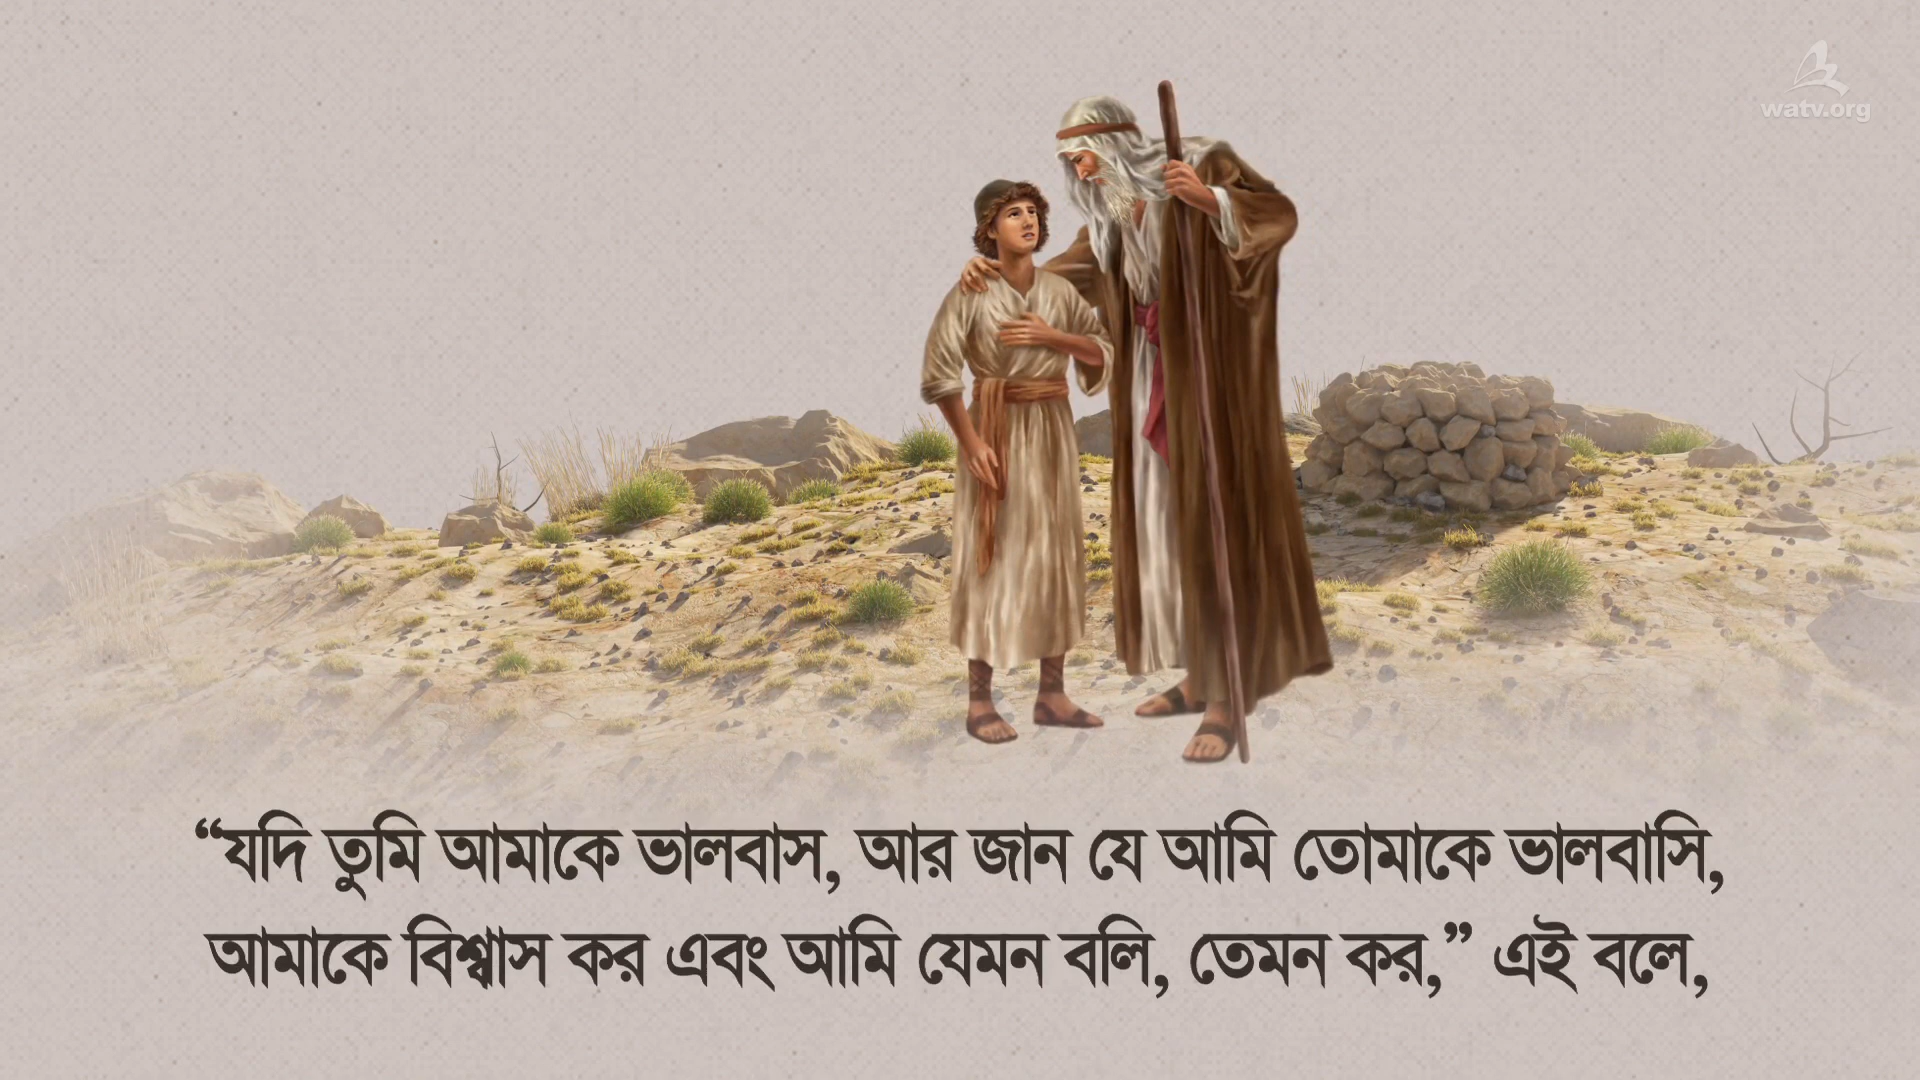 watv.org
“যদি তুমি আমাকে ভালবাস, আর জান যে আমি তোমাকে ভালবাসি,
আমাকে বিশ্বাস কর এবং আমি যেমন বলি, তেমন কর,” এই বলে,